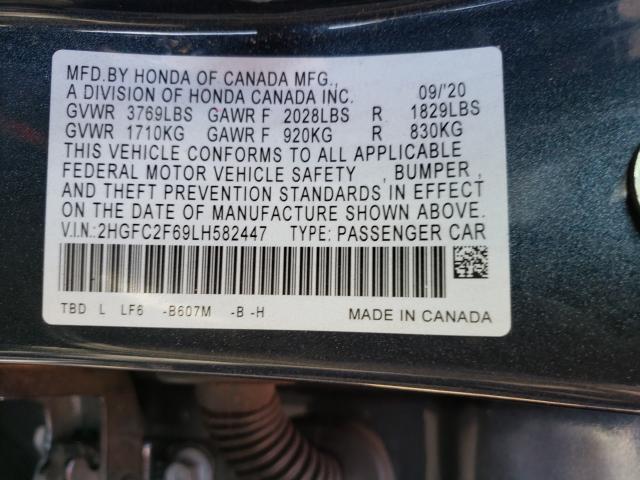 MFD.BY HONDA OF CANADA MFG.,
A DIVISION OF HONDA CANADA INC. 09/'20
GVWR 3769LBS GAWR F 2028LBS R 1829LBS
GVWR 1710KG GAWR F 920KG R 830KG
THIS VEHICLE CONFORMS TO ALL APPLICABLE
FEDERAL MOTOR VEHICLE SAFETY , BUMPER ,
AND THEFT PREVENTION STANDARDS IN EFFECT
ON THE DATE OF MANUFACTURE SHOWN ABOVE.
V.I.N.:2HGFC2F69LH582447 TYPE: PASSENGER CAR
TBD L LF6 -B607M -B -H MADE IN CANADA